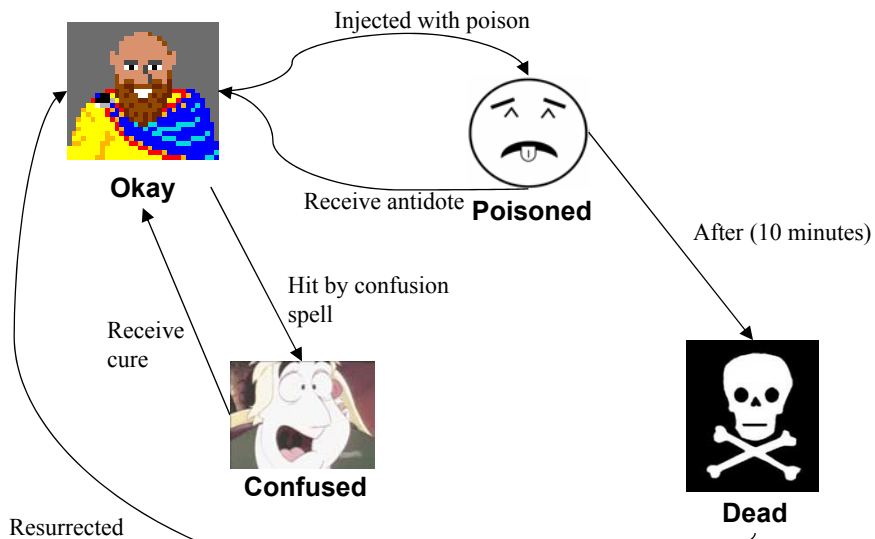 Injected with poison
Okay
Receive antidote
Poisoned
After (10 minutes)
Hit by confusion
spell
Receive
cure
Confused
Dead
Resurrected